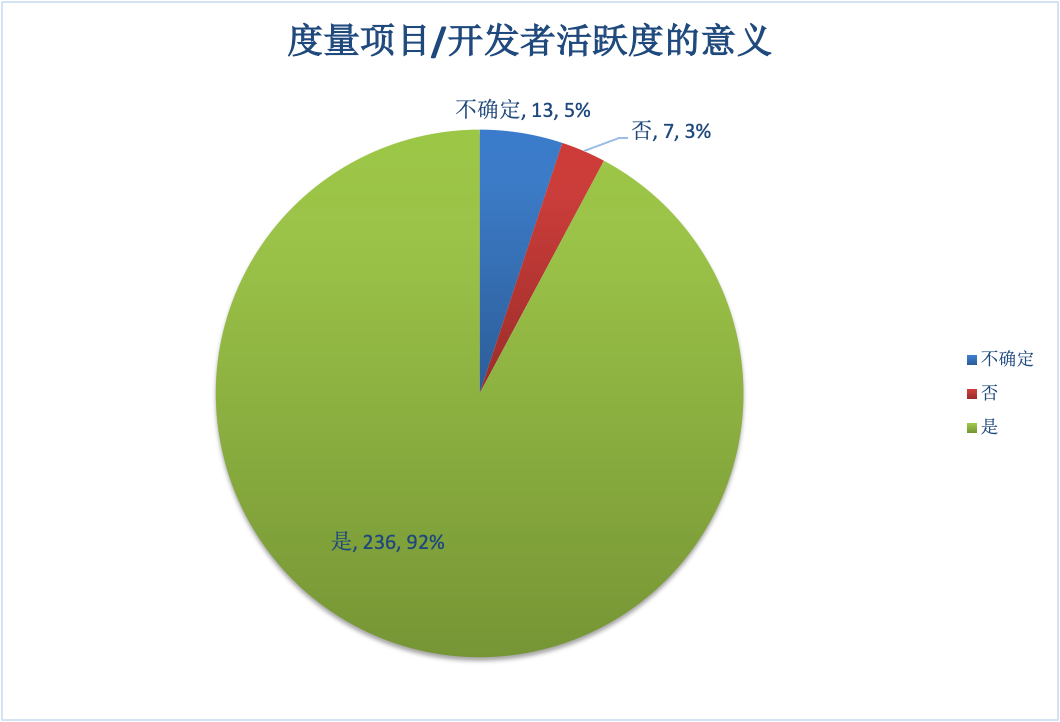 度量项目/开发者活跃度的意义
不确定, 13, 5%
否, 7, 3%
是, 236, 92%
不确定
否
是